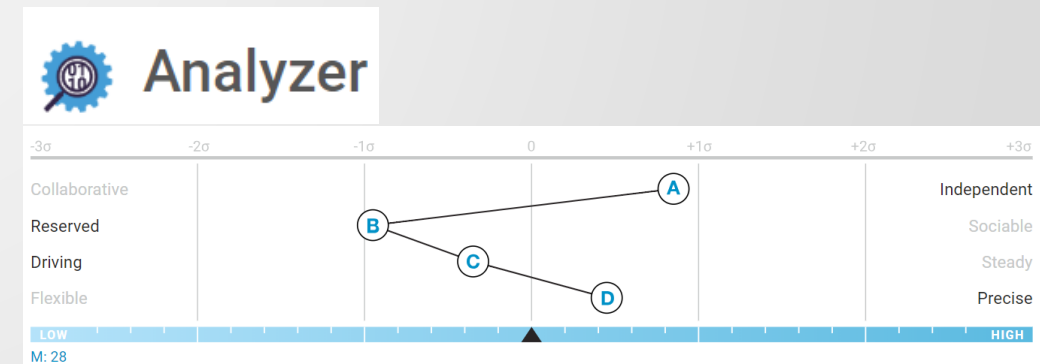 Analyzer
-3σ -2σ -1σ 0 +1σ +2σ +3σ
Collaborative A Independent
Reserved B Sociable
Driving C Steady
Flexible D Precise
LOW HIGH
M: 28